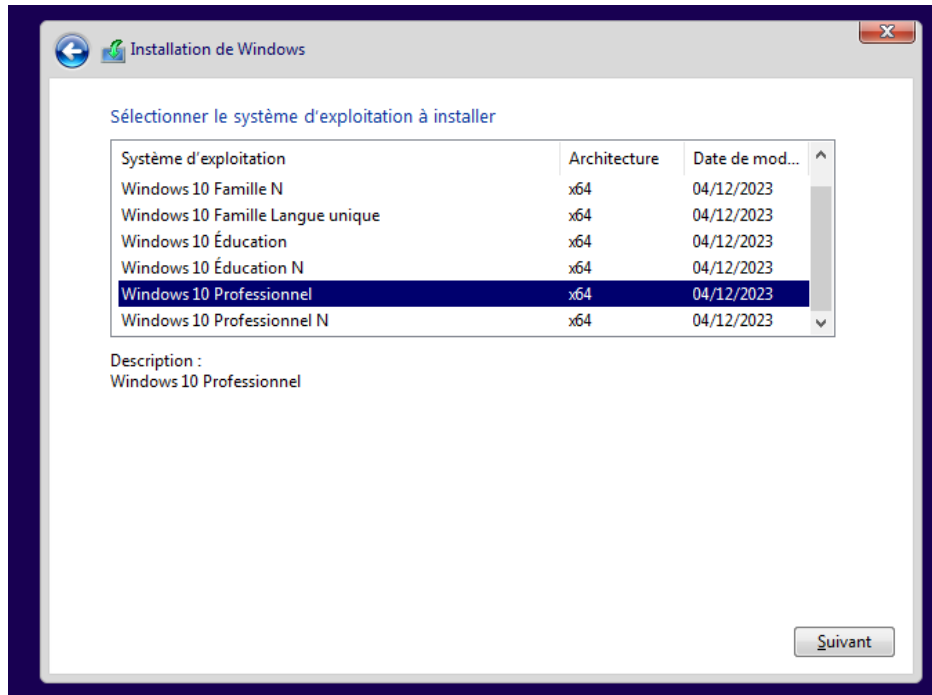 Installation de Windows
Sélectionner le système d'exploitation à installer
Système d'exploitation Architecture Date de mod...
Windows 10 Famille N x64 04/12/2023
Windows 10 Famille Langue unique x64 04/12/2023
Windows 10 Éducation x64 04/12/2023
Windows 10 Éducation N x64 04/12/2023
Windows 10 Professionnel x64 04/12/2023
Windows 10 Professionnel N x64 04/12/2023
Description :
Windows 10 Professionnel
Suivant